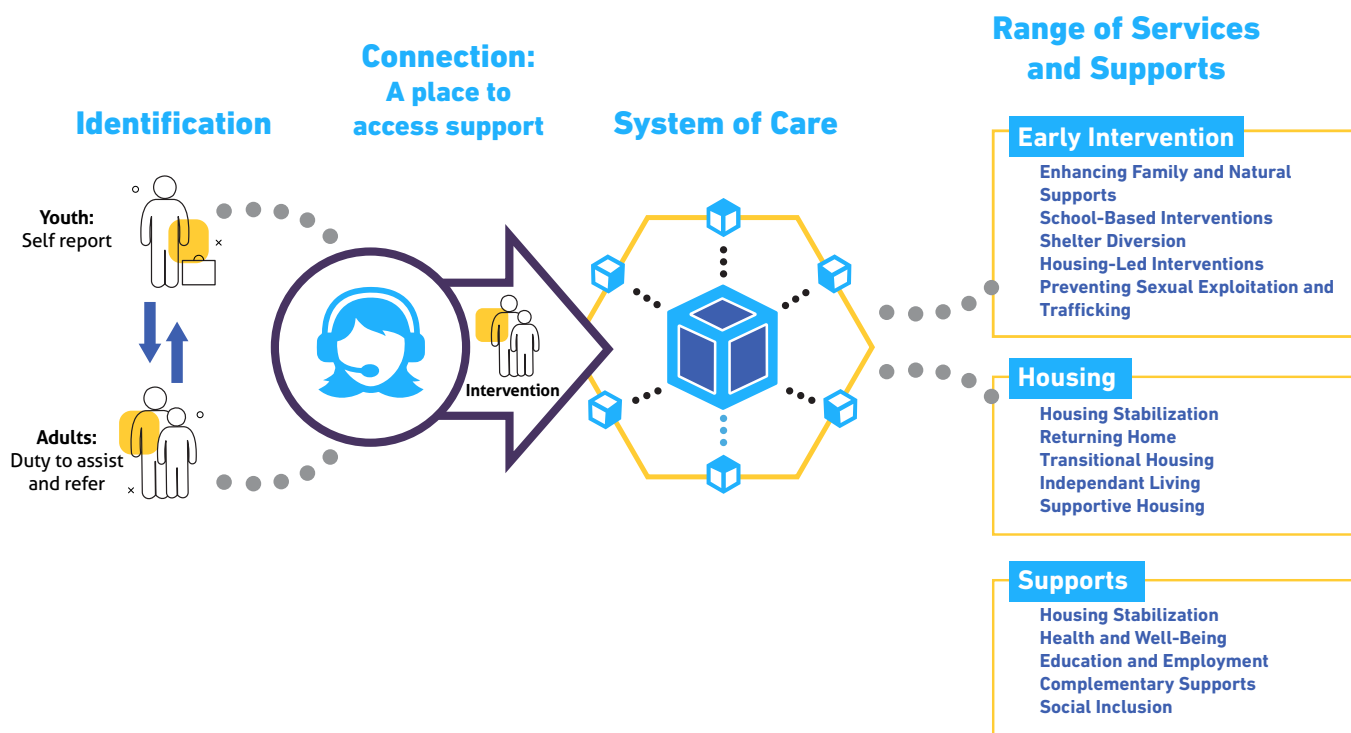 Identification
Youth:
Self report
Adults:
Duty to assist
and refer
Connection:
A place to
access support
Intervention
System of Care
Range of Services
and Supports
Early Intervention
Enhancing Family and Natural
Supports
School-Based Interventions
Shelter Diversion
Housing-Led Interventions
Preventing Sexual Exploitation and
Trafficking
Housing
Housing Stabilization
Returning Home
Transitional Housing
Independant Living
Supportive Housing
Supports
Housing Stabilization
Health and Well-Being
Education and Employment
Complementary Supports
Social Inclusion